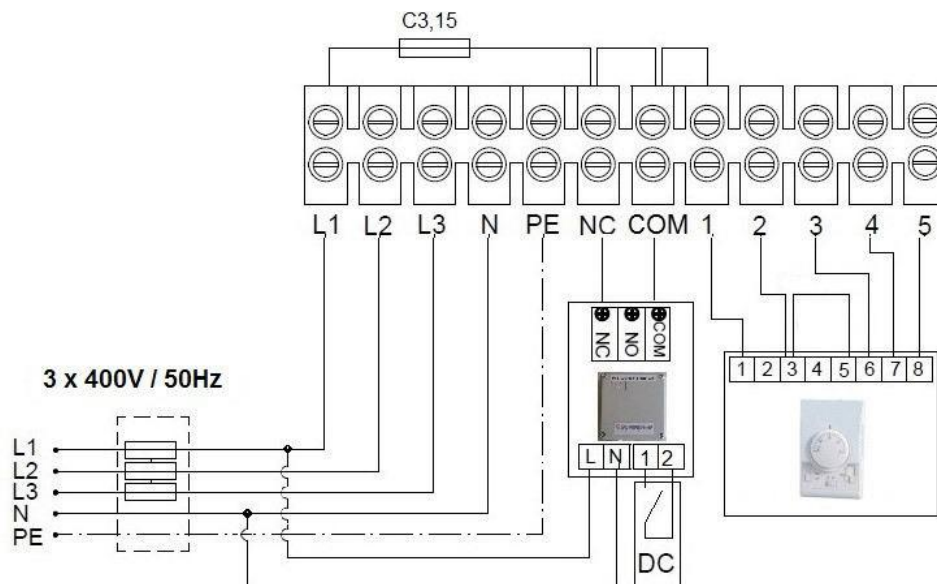 C3,15
L1 L2 L3 N PE NC COM 1 2 3 4 5
NC NO COM
1 2 3 4 5 6 7 8
3 x 400V / 50Hz
L1
L2
L3
N
PE
L N 1 2
DC